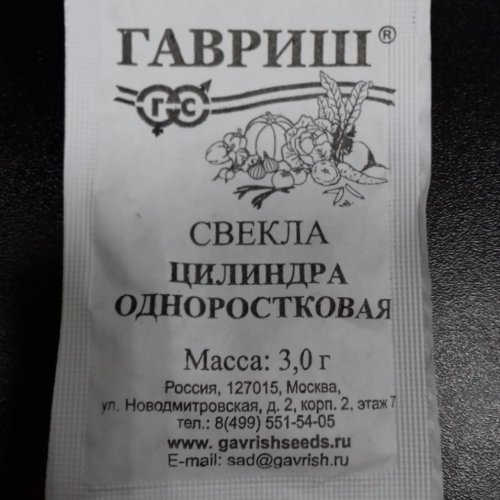 ГАВРИШ®
ГС
СВЕКЛА
ЦИЛИНДРА
ОДНОРОСТКОВАЯ
Масса: 3,0 г
Россия, 127015, Москва,
ул. Новодмитровская, д. 2, корп. 2, этаж 7
тел.: 8(499) 551-54-05
www.gavrishseeds.ru
E-mail: sad@gavrish.ru